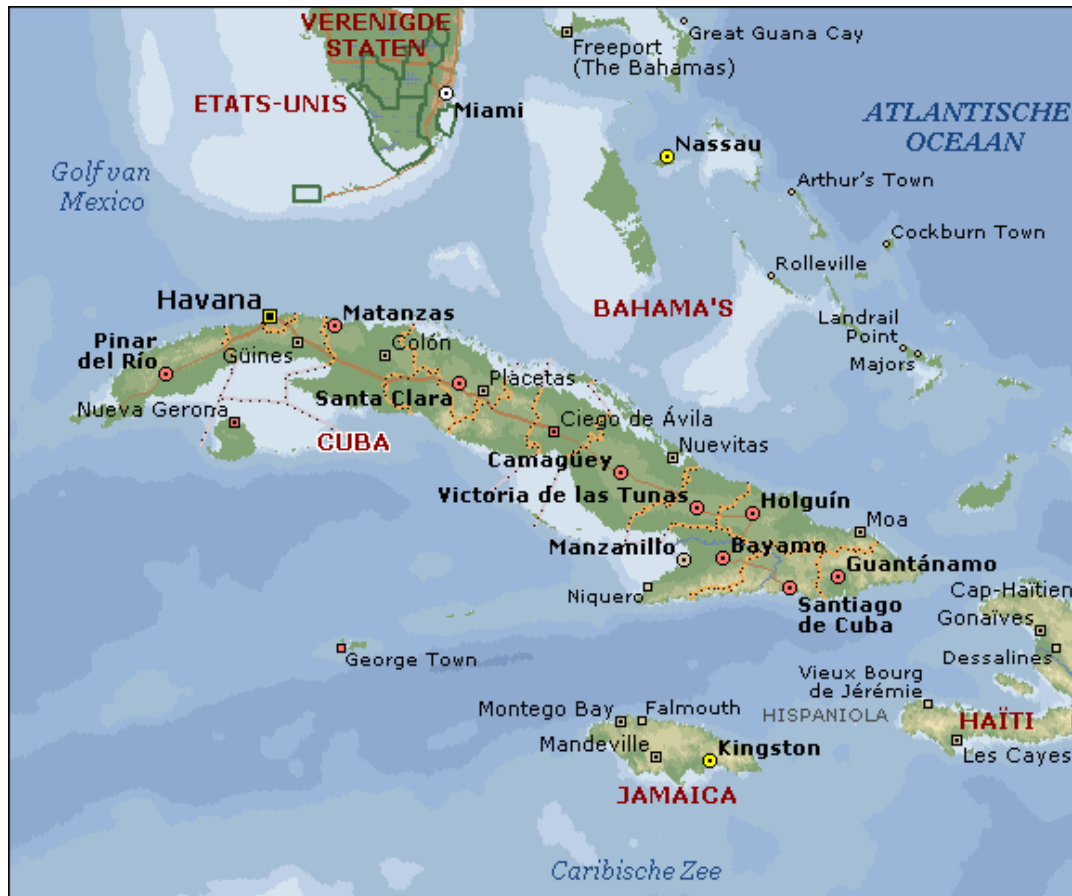 VERENIGDE
STATEN
Great Guana Cay
Freeport
(The Bahamas)
ETATS-UNIS
Miami
ATLANTISCHE
OCEAAN
Nassau
Golf van
Mexico
Arthur's Town
Cockburn Town
Rolleville
Havana
BAHAMA'S
Matanzas
Landrail
Point
Pinar
del Río
Colón
Güines
Majors
Placetas
Santa Clara
Nueva Gerona
Ciego de Ávila
CUBA
Nuevitas
Camagüey
Victoria de las Tunas
Holguín
Moa
Manzanillo
Bayamo
Guantánamo
Niquero
Cap-Haïtien
Santiago
de Cuba
Gonaïves
George Town
Dessalines
Vieux Bourg
de Jérémie
Montego Bay
Falmouth
HISPANIOLA
HAÏTI
Mandeville
Kingston
Les Cayes
JAMAICA
Caribische Zee